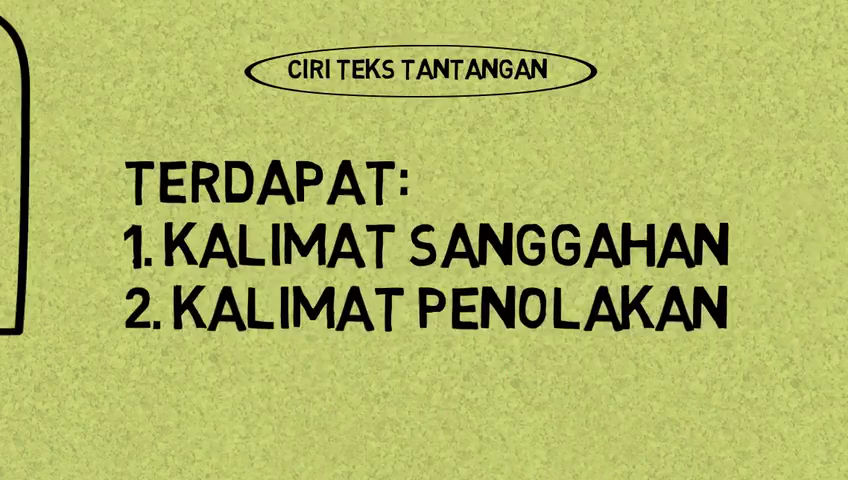 CIRI TEKS TANTANGAN
TERDAPAT:
1. KALIMAT SANGGAHAN
2. KALIMAT PENOLAKAN